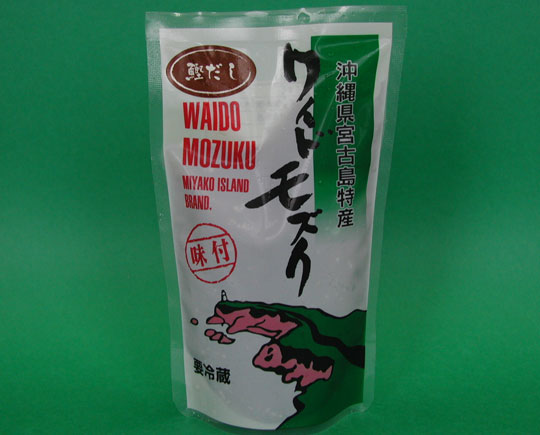 鰹だし
WAIDO
MOZUKU
MIYAKO ISLAND
BRAND.
ワイドモズク
沖縄県宮古島特産
味付
要冷蔵